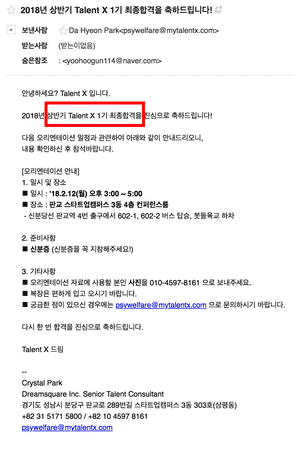 2018년 상반기 Talent X 1기 최종합격을 축하드립니다!
보낸사람 Da Hyeon Park<psywelfare@mytalentx.com>
받는사람 (받는이없음)
숨은참조 : <yoohoogun114@naver.com>
안녕하세요? Talent X 입니다.
2018년 상반기 Talent X 1기 최종합격을 진심으로 축하드립니다!
다음 오리엔테이션 일정과 관련하여 아래와 같이 안내드리오니,
내용 확인하신 후 참석바랍니다.
[오리엔테이션 안내]
1. 일시 및 장소
■ 일시 : '18.2.12(월) 오후 3:00 ~ 5:00
■ 장소 : 판교 스타트업캠퍼스 3동 2층 컨퍼런스룸
- 신분당선 판교역 4번 출구에서 602-1, 602-2 버스 탑승, 봇들육교 하차
2. 준비사항
■ 신분증 (신분증을 꼭 지참해주세요!)
3. 기타사항
■ 오리엔테이션 자료에 사용할 본인 사진을 010-4597-8161 으로 보내주세요.
■ 복장은 편하게 입고 오시기 바랍니다.
■ 궁금한 점이 있으신 경우에는 psywelfare@mytalentx.com 으로 문의하시기 바랍니다.
다시 한 번 합격을 진심으로 축하드립니다.
Talent X 드림
--
Crystal Park
Dreamsquare Inc. Senior Talent Consultant
경기도 성남시 분당구 판교로 289번길 스타트업캠퍼스 3동 303호(삼평동)
+82 31 5171 5800 / +82 10 4597 8161
psywelfare@mytalentx.com